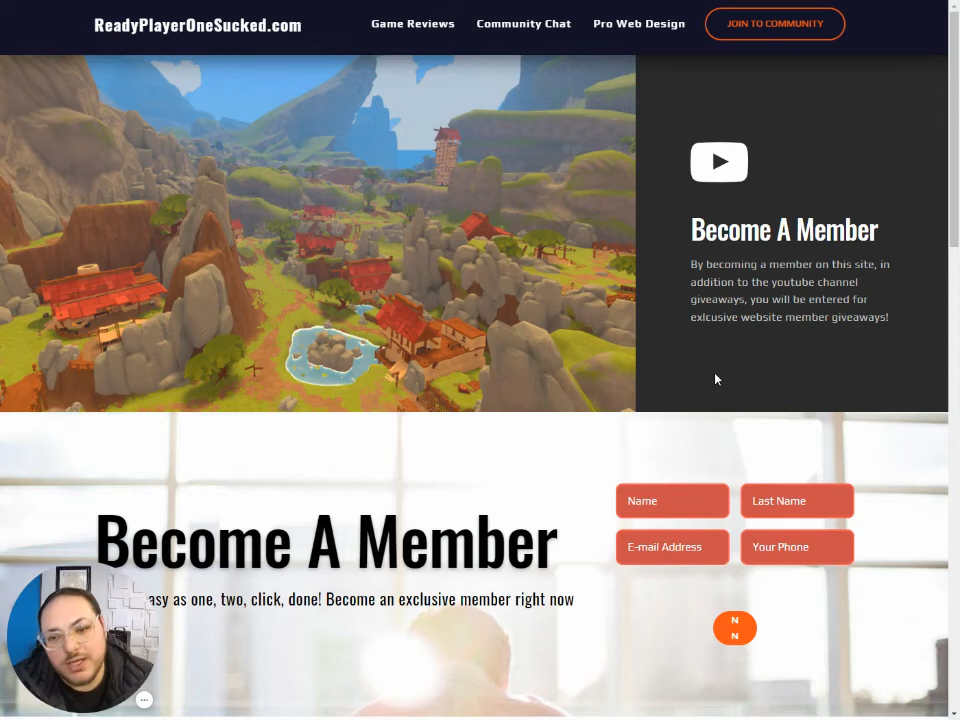 ReadyPlayerOneSucked.com
Game Reviews
Community Chat
Pro Web Design
JOIN TO COMMUNITY
Become A Member
By becoming a member on this site, in
addition to the youtube channel
giveaways, you will be entered for
exlcusive website member giveaways!
Become A Member
asy as one, two, click, done! Become an exclusive member right now
Name
Last Name
E-mail Address
Your Phone
N
N